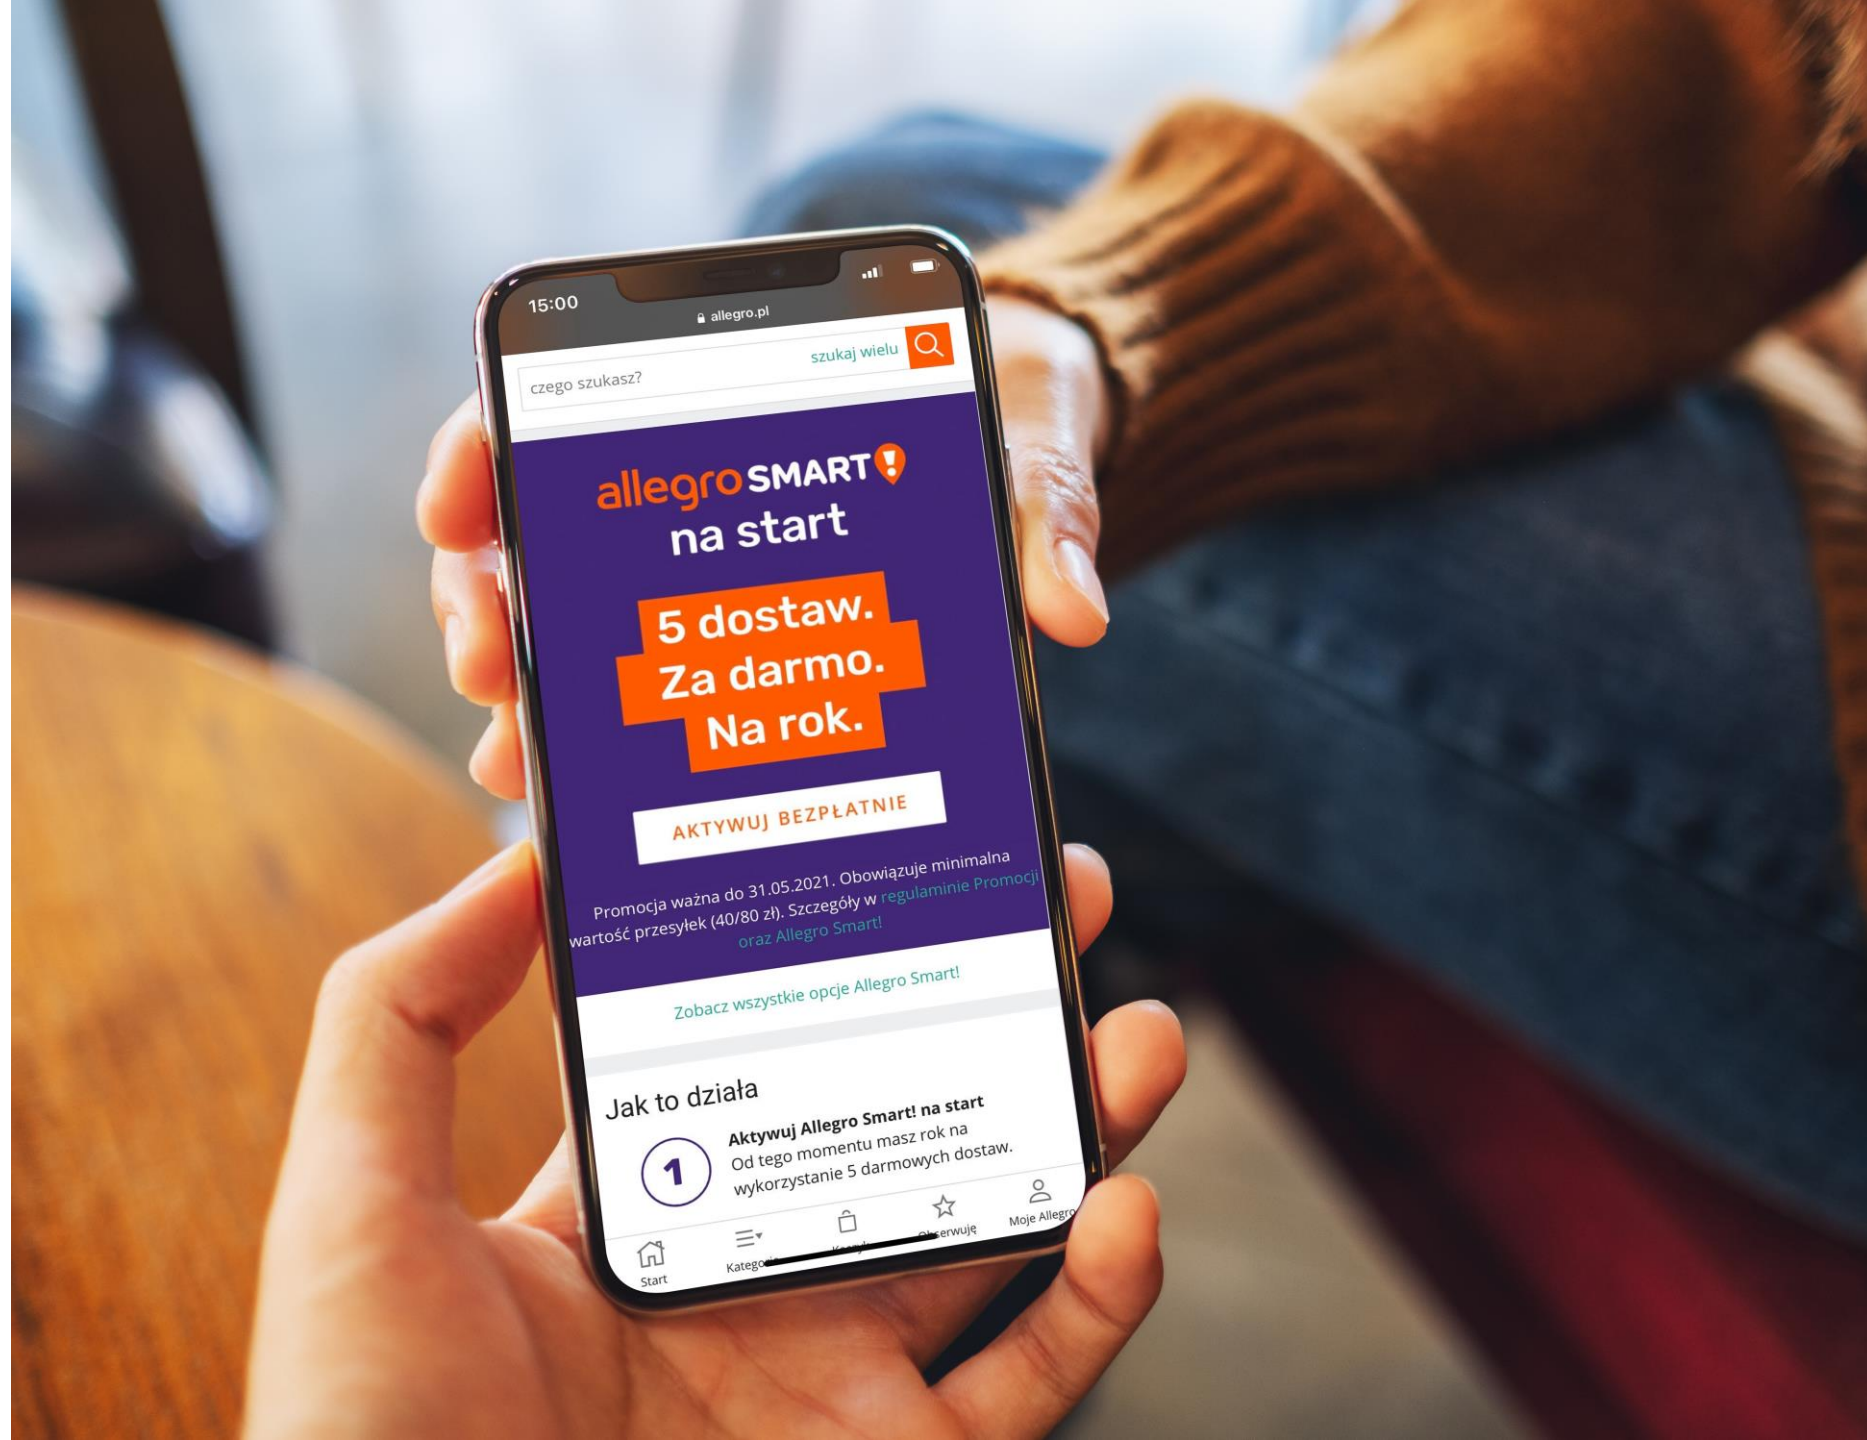 15:00
allegro.pl
czego szukasz?
szukaj wielu
allegro SMART!
na start
5 dostaw.
Za darmo.
Na rok.
AKTYWUJ BEZPŁATNIE
Promocja ważna do 31.05.2021. Obowiązuje minimalna
wartość przesyłek (40/80 zł). Szczegóły w regulaminie Promocji
oraz Allegro Smart!
Zobacz wszystkie opcje Allegro Smart!
Jak to działa
1
Aktywuj Allegro Smart! na start
Od tego momentu masz rok na
wykorzystanie 5 darmowych dostaw.
Start
Moje Allegro